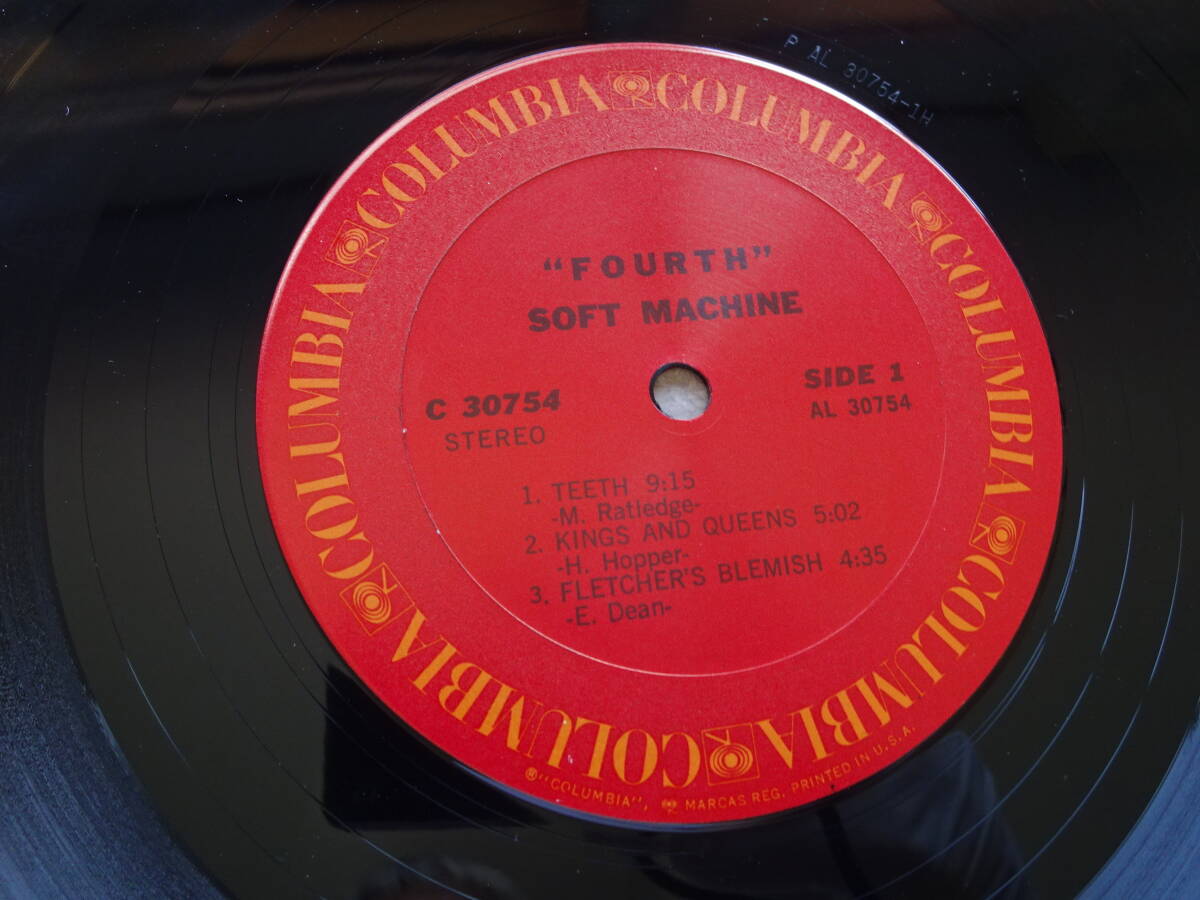 P AL 30754-1H
COLUMBIA COLUMBIA COLUMBIA COLUMBIA COLUMBIA COLUMBIA COLUMBIA COLUMBIA
"FOURTH"
SOFT MACHINE
C 30754
STEREO
SIDE 1
AL 30754
1. TEETH 9:15
-M. Ratledge-
2. KINGS AND QUEENS 5:02
-H. Hopper-
3. FLETCHER'S BLEMISH 4:35
-E. Dean-
®"COLUMBIA", MARCAS REG. PRINTED IN U.S.A.